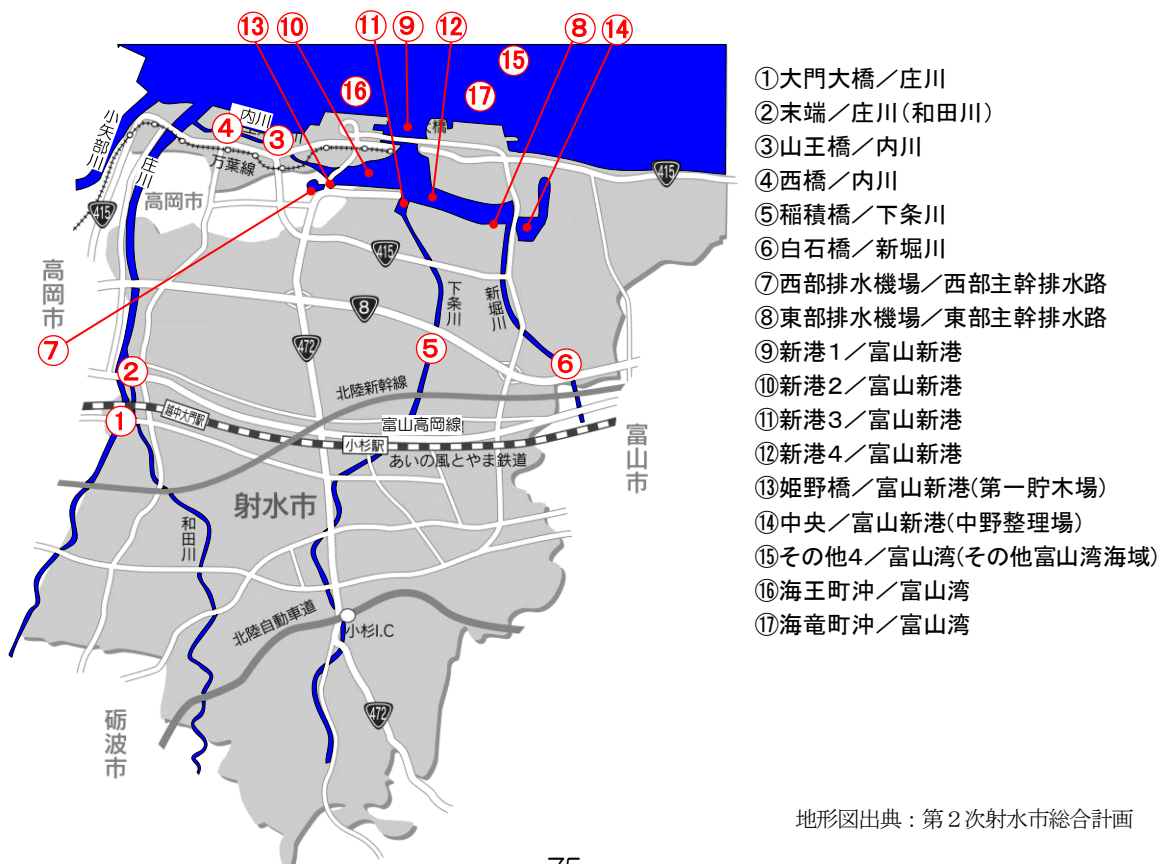 ⑬ ⑩ ⑪ ⑨ ⑫ ⑧ ⑭
⑮
⑯
⑰
④
③
内川
橋
小矢部川
庄川
万葉線
高岡市
415
415
415
高岡市
8
下条川
新堀川
⑦
472
⑤
⑥
②
①
北陸新幹線
越中大門駅
富山高岡線
小杉駅
あいの風とやま鉄道
富山市
射水市
和田川
北陸自動車道
小杉I.C
472
砺波市
①大門大橋／庄川
②末端／庄川(和田川)
③山王橋／内川
④西橋／内川
⑤稲積橋／下条川
⑥白石橋／新堀川
⑦西部排水機場／西部主幹排水路
⑧東部排水機場／東部主幹排水路
⑨新港1／富山新港
⑩新港2／富山新港
⑪新港3／富山新港
⑫新港4／富山新港
⑬姫野橋／富山新港(第一貯木場)
⑭中央／富山新港(中野整理場)
⑮その他4／富山湾(その他富山湾海域)
⑯海王町沖／富山湾
⑰海竜町沖／富山湾
地形図出典：第２次射水市総合計画
75